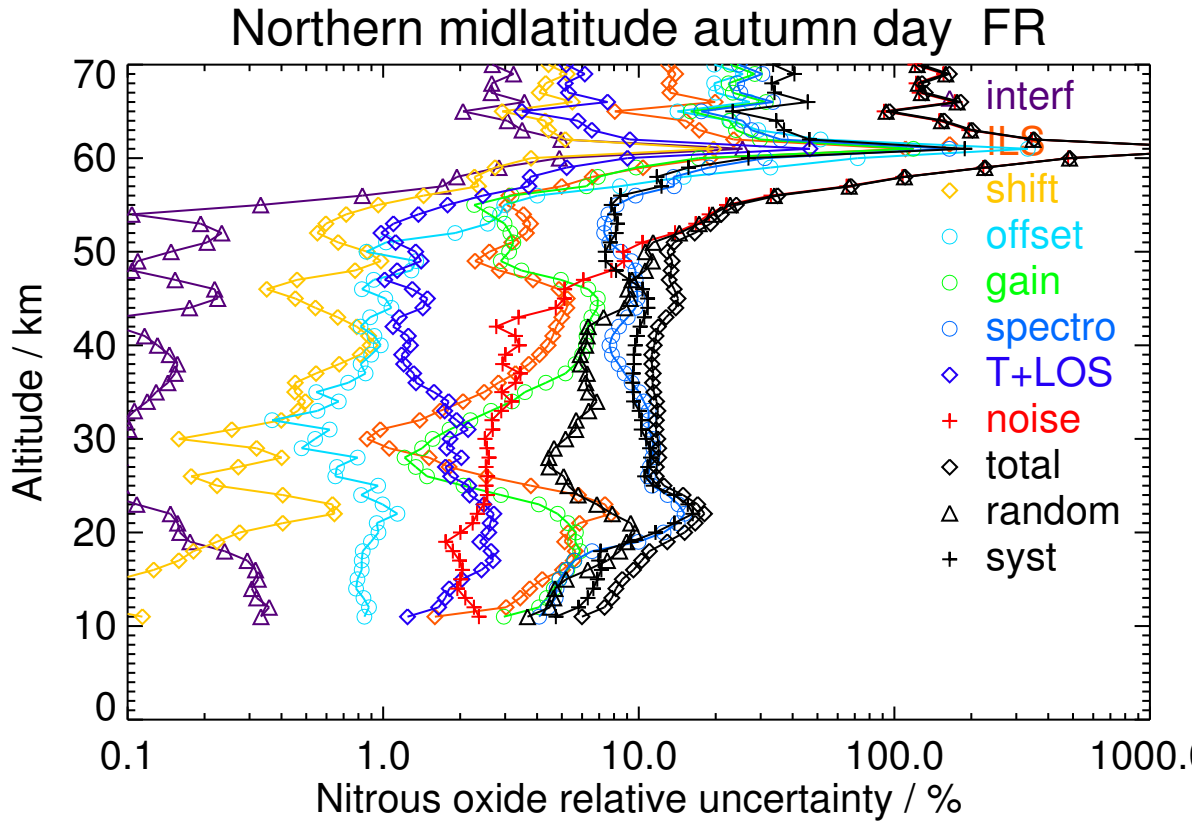 Northern midlatitude autumn day FR
70
60
50
40
30
20
10
0
Altitude / km
interf
ILS
shift
offset
gain
spectro
T+LOS
noise
total
random
syst
0.1 1.0 10.0 100.0 1000.0
Nitrous oxide relative uncertainty / %